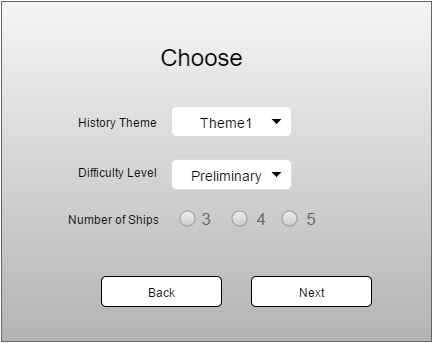 Choose
History Theme Theme1
Difficulty Level Preliminary
Number of Ships 3 4 5
Back Next